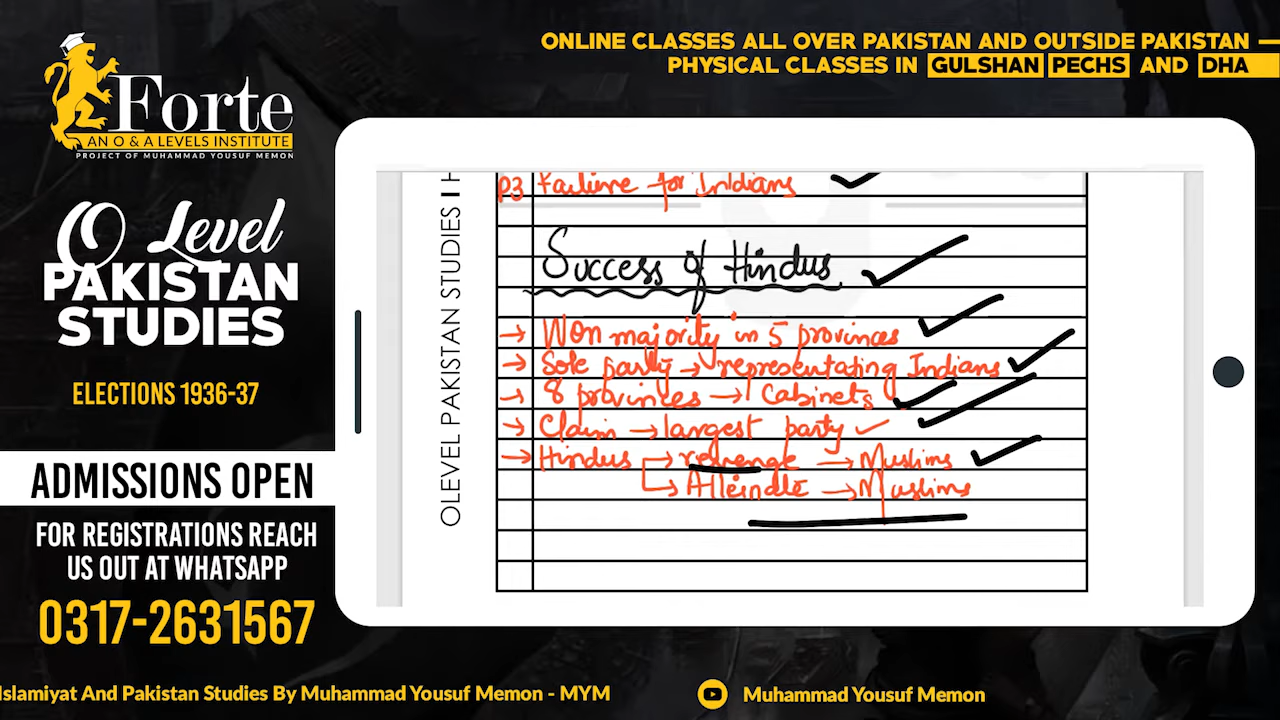 ONLINE CLASSES ALL OVER PAKISTAN AND OUTSIDE PAKISTAN
PHYSICAL CLASSES IN GULSHAN PECHS AND DHA
Forte
AN O & A LEVELS INSTITUTE
PROJECT OF MUHAMMAD YOUSUF MEMON
O Level
PAKISTAN
STUDIES
ELECTIONS 1936-37
ADMISSIONS OPEN
FOR REGISTRATIONS REACH
US OUT AT WHATSAPP
0317-2631567
OLEVEL PAKISTAN STUDIES I H
P3 Failure for Indians
Success of Hindus
→ Won majority in 5 provinces
→ Sole party → representating Indians
→ 8 provinces → Cabinets
→ Claim → largest party
→ Hindus → revenge → Muslims
→ Alleindte → Muslims
Islamiyat And Pakistan Studies By Muhammad Yousuf Memon - MYM
Muhammad Yousuf Memon